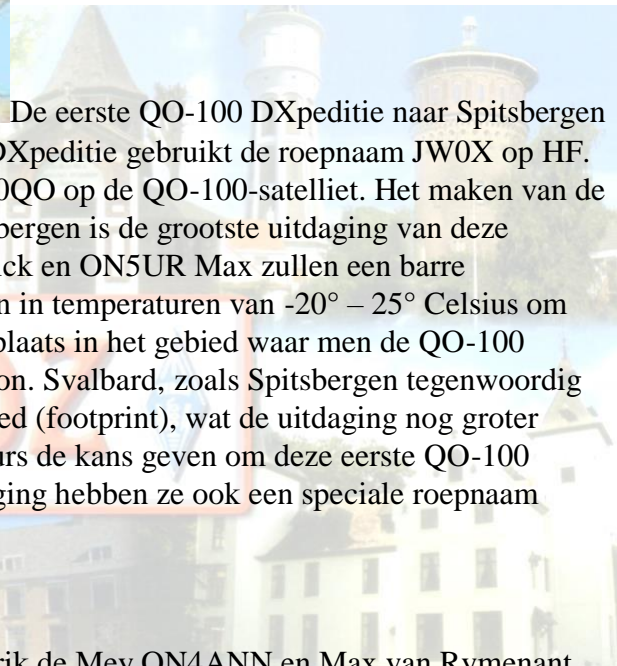 De eerste QO-100 DXpeditie naar Spitsbergen
DXpeditie gebruikt de roepnaam JW0X op HF.
0QO op de QO-100-satelliet. Het maken van de
bergen is de grootste uitdaging van deze
ick en ON5UR Max zullen een barre
n in temperaturen van -20° – 25° Celsius om
plaats in het gebied waar men de QO-100
on. Svalbard, zoals Spitsbergen tegenwoordig
ed (footprint), wat de uitdaging nog groter
urs de kans geven om deze eerste QO-100
ging hebben ze ook een speciale roepnaam
rik de Mey ON4ANN en Max van Rymenant